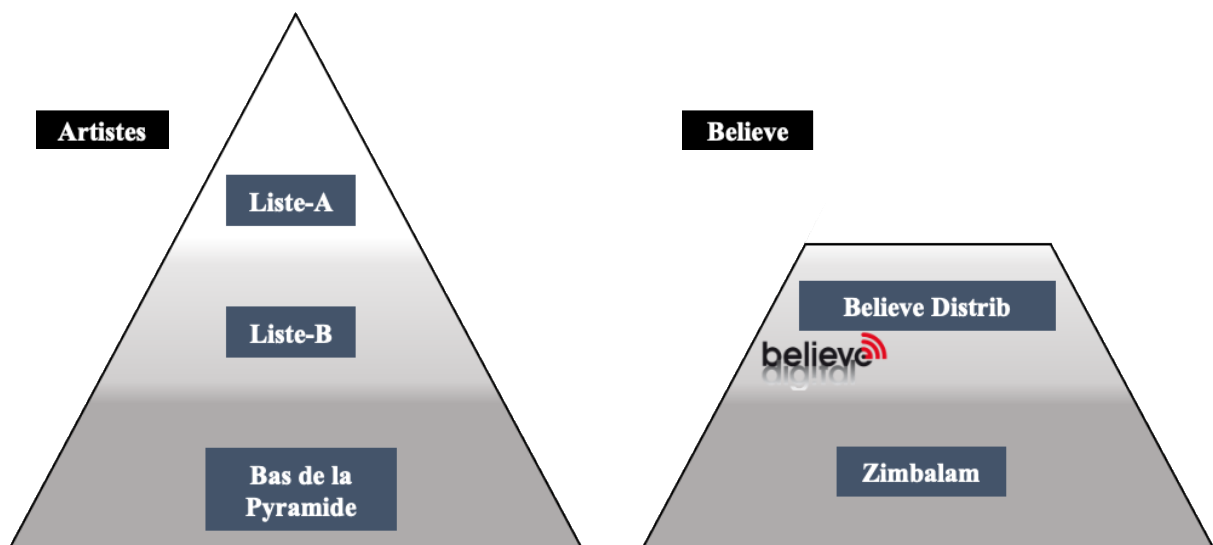 Artistes
Believe
Liste-A
Believe Distrib
Liste-B
believe
digital
Zimbalam
Bas de la
Pyramide